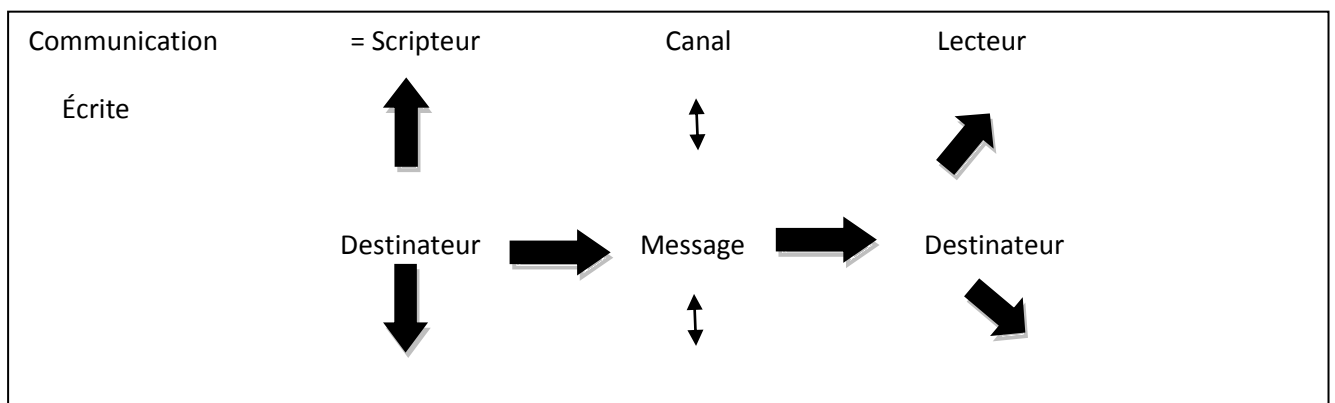 Communication = Scripteur Canal Lecteur
Écrite
Destinateur Message Destinateur